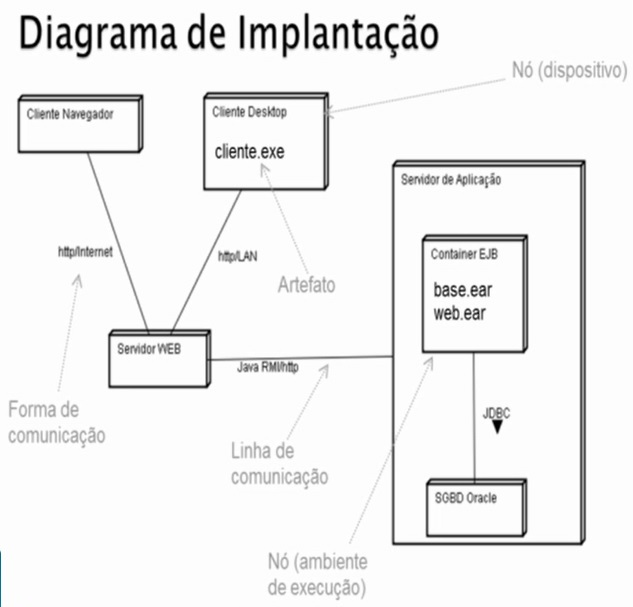 Diagrama de Implantação
Nó (dispositivo)
Cliente Navegador
Cliente Desktop
cliente.exe
Servidor de Aplicação
http/Internet
http/LAN
Container EJB
base.ear
web.ear
Artefato
Servidor WEB
Java RMI/http
JDBC
Forma de
comunicação
Linha de
comunicação
SGBD Oracle
Nó (ambiente
de execução)